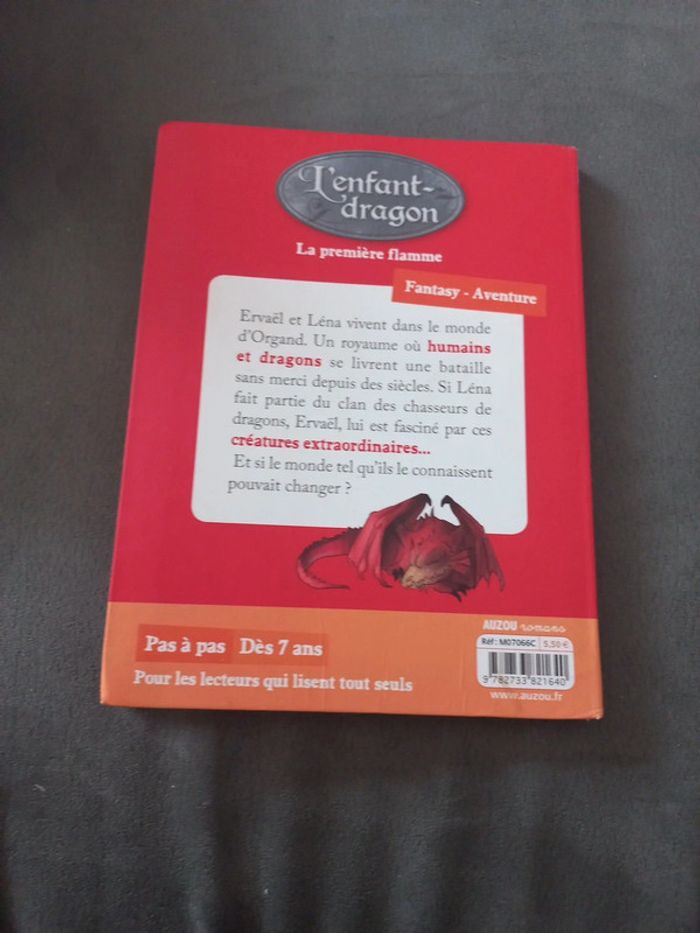 L'enfant-
dragon
La première flamme
Fantasy - Aventure
Ervaël et Léna vivent dans le monde
d'Organd. Un royaume où humains
et dragons se livrent une bataille
sans merci depuis des siècles. Si Léna
fait partie du clan des chasseurs de
dragons, Ervaël, lui est fasciné par ces
créatures extraordinaires...
Et si le monde tel qu'ils le connaissent
pouvait changer ?
AUZOU romans
Réf : M07066C 5,50 €
Pas à pas Dès 7 ans
Pour les lecteurs qui lisent tout seuls
9 782733 821640
www.auzou.fr